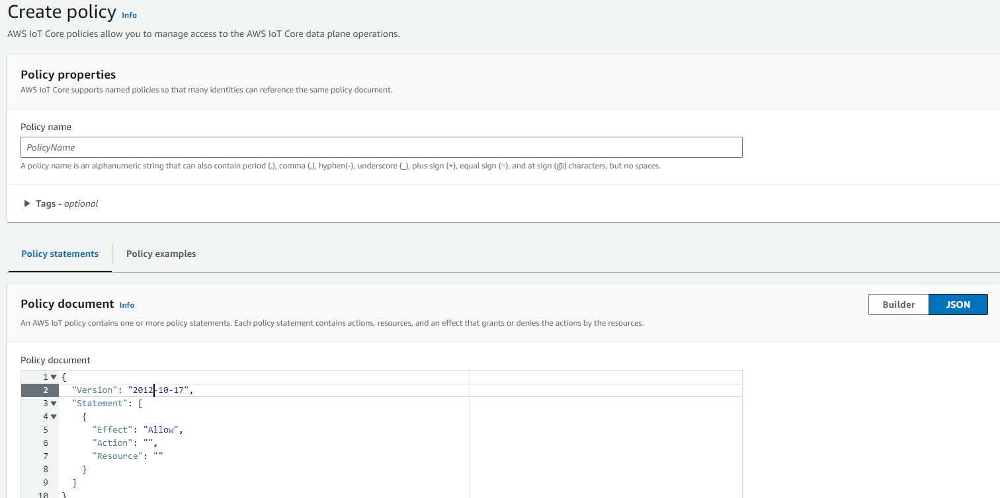 Create policy Info
AWS IoT Core policies allow you to manage access to the AWS IoT Core data plane operations.
Policy properties
AWS IoT Core supports named policies so that many identities can reference the same policy document.
Policy name
PolicyName
A policy name is an alphanumeric string that can also contain period (.), comma (,), hyphen(-), underscore (_), plus sign (+), equal sign (=), and at sign (@) characters, but no spaces.
Tags - optional
Policy statements Policy examples
Policy document Info
Builder JSON
An AWS IoT policy contains one or more policy statements. Each policy statement contains actions, resources, and an effect that grants or denies the actions by the resources.
Policy document
1 {
2 "Version": "2012-10-17",
3 "Statement": [
4 {
5 "Effect": "Allow",
6 "Action": "",
7 "Resource": ""
8 }
9 ]
10 }